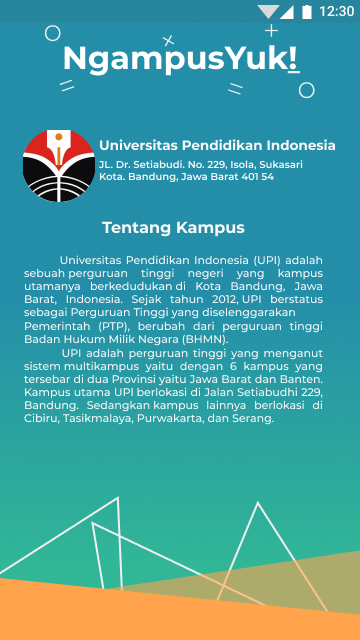 12:30
NgampusYuk!
Universitas Pendidikan Indonesia
JL. Dr. Setiabudi. No. 229, Isola, Sukasari
Kota. Bandung, Jawa Barat 401 54
Tentang Kampus
Universitas Pendidikan Indonesia (UPI) adalah
sebuah perguruan tinggi negeri yang kampus
utamanya berkedudukan di Kota Bandung, Jawa
Barat, Indonesia. Sejak tahun 2012, UPI berstatus
sebagai Perguruan Tinggi yang diselenggarakan
Pemerintah (PTP), berubah dari perguruan tinggi
Badan Hukum Milik Negara (BHMN).
UPI adalah perguruan tinggi yang menganut
sistem multikampus yaitu dengan 6 kampus yang
tersebar di dua Provinsi yaitu Jawa Barat dan Banten.
Kampus utama UPI berlokasi di Jalan Setiabudhi 229,
Bandung. Sedangkan kampus lainnya berlokasi di
Cibiru, Tasikmalaya, Purwakarta, dan Serang.